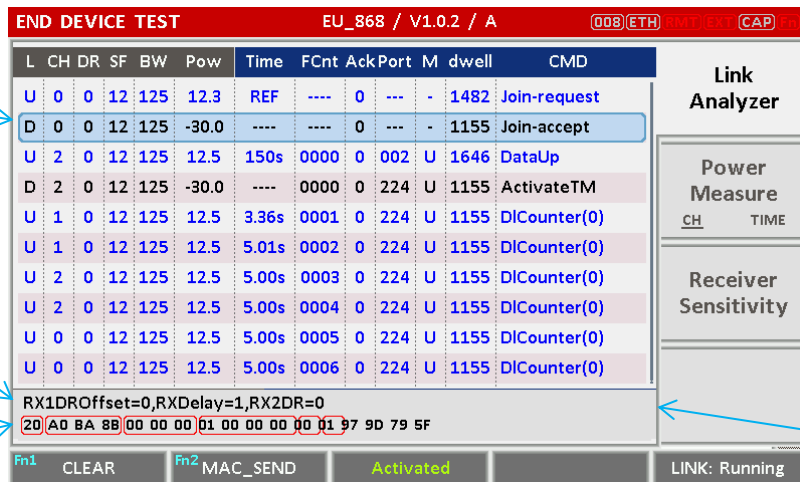 END DEVICE TEST EU_868 / V1.0.2 / A 008 ETH RMT EXT CAP Fn
L CH DR SF BW Pow Time FCnt Ack Port M dwell CMD
U 0 0 12 125 12.3 REF ---- 0 --- - 1482 Join-request
D 0 0 12 125 -30.0 ---- ---- 0 --- - 1155 Join-accept
U 2 0 12 125 12.5 150s 0000 0 002 U 1646 DataUp
D 2 0 12 125 -30.0 ---- 0000 0 224 U 1155 ActivateTM
U 1 0 12 125 12.5 3.36s 0001 0 224 U 1155 DlCounter(0)
U 1 0 12 125 12.5 5.01s 0002 0 224 U 1155 DlCounter(0)
U 2 0 12 125 12.5 5.00s 0003 0 224 U 1155 DlCounter(0)
U 2 0 12 125 12.5 5.00s 0004 0 224 U 1155 DlCounter(0)
U 0 0 12 125 12.5 5.00s 0005 0 224 U 1155 DlCounter(0)
U 0 0 12 125 12.5 5.00s 0006 0 224 U 1155 DlCounter(0)
RX1DROffset=0,RXDelay=1,RX2DR=0
20 A0 BA 8B 00 00 00 01 00 00 00 00 01 97 9D 79 5F
Link
Analyzer
Power
Measure
CH TIME
Receiver
Sensitivity
Fn1 CLEAR Fn2 MAC_SEND Activated LINK: Running